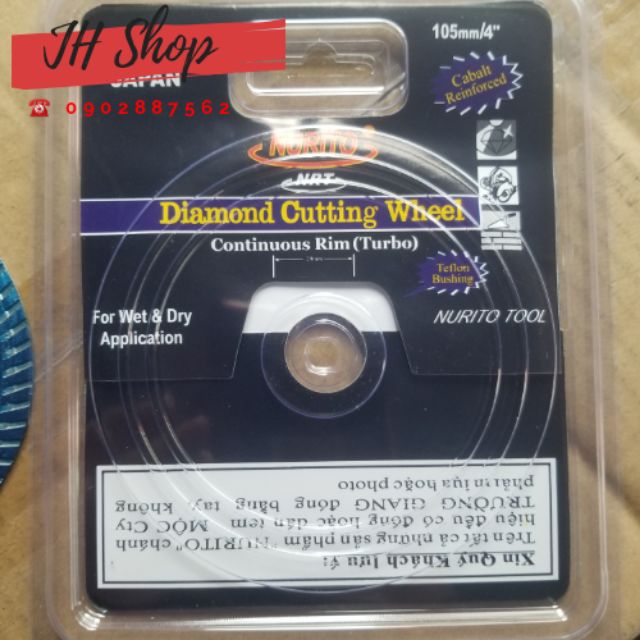 JH Shop
☎ 0902887562
JAPAN
105mm/4"
Cabalt
Reinforced
NURITO
NRT
Diamond Cutting Wheel
Continuous Rim (Turbo)
Teflon
Bushing
For Wet & Dry
Application
NURITO TOOL
Xin Quý Khách lưu ý:
Trên tất cả những sản phẩm "NURITO" chánh
hiệu đều có đóng hoặc dán tem MỘC Cty
TRƯỜNG GIANG đóng bằng tay, không
phải in lụa hoặc photo